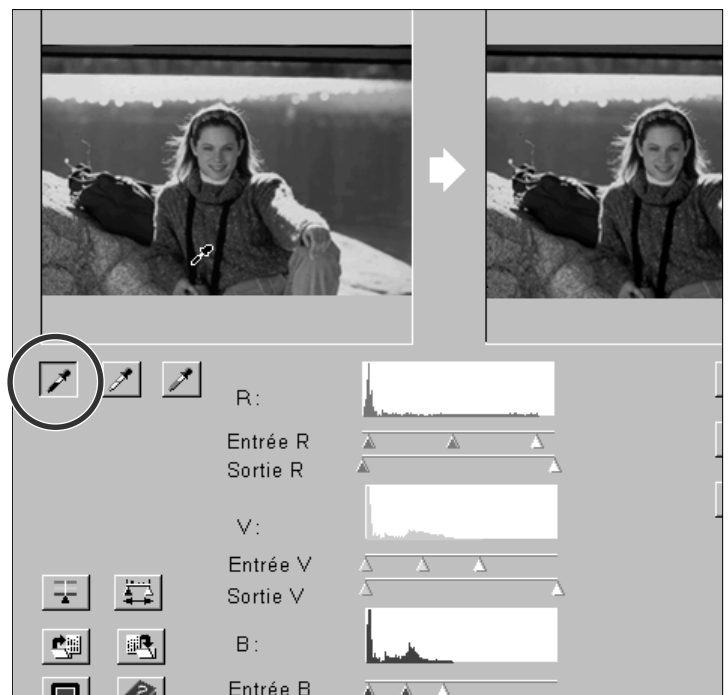 R:
Entrée R
Sortie R
V:
Entrée V
Sortie V
B:
Entrée B